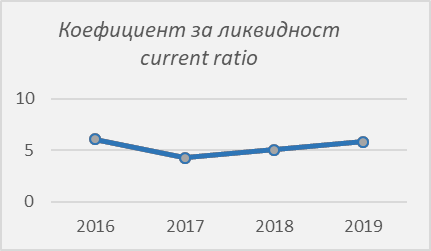 Коефициент за ликвидност
current ratio
10
5
0
2016 2017 2018 2019